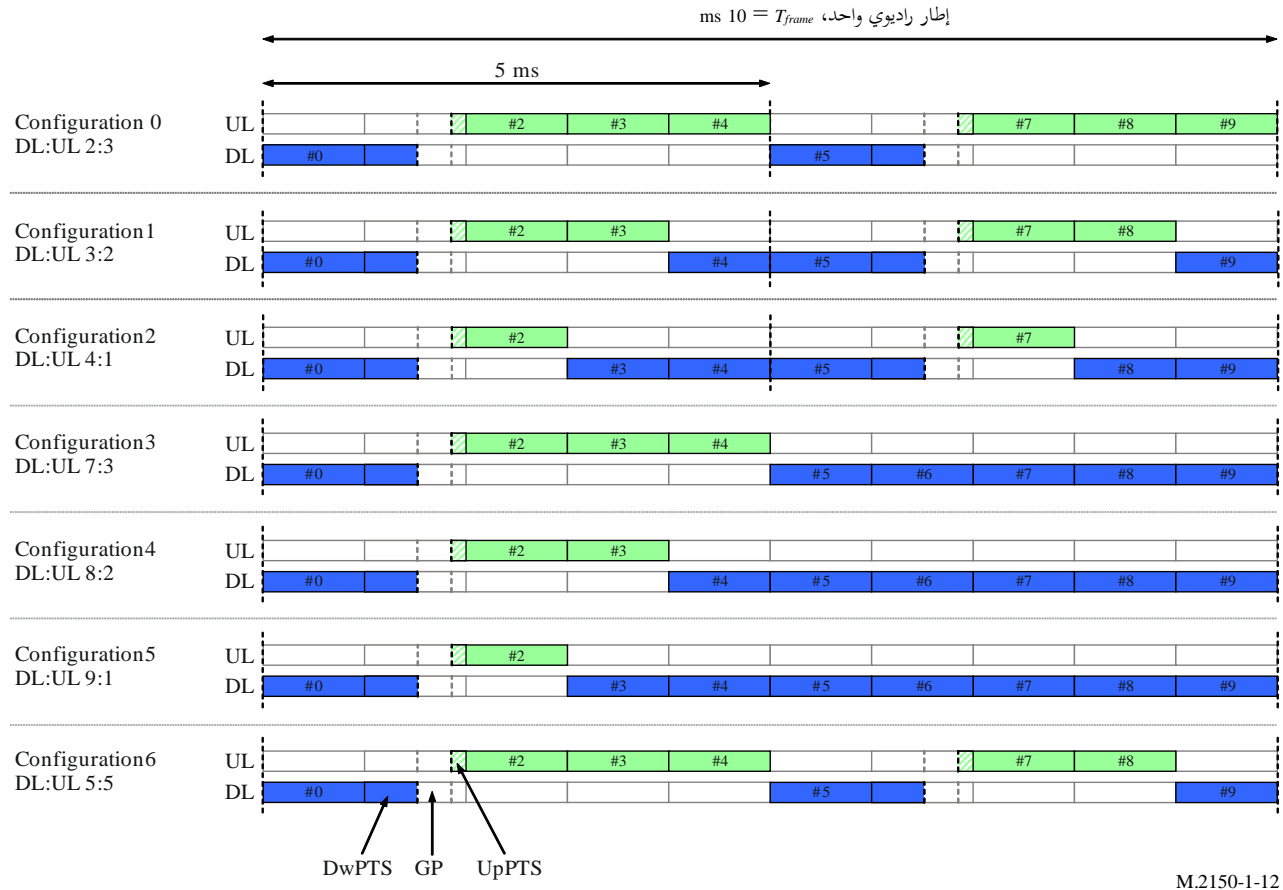 إطار راديوي واحد، Tframe = 10 ms
5 ms
Configuration 0
DL:UL 2:3
UL #2 #3 #4 #7 #8 #9
DL #0 #5
Configuration 1
DL:UL 3:2
UL #2 #3 #7 #8
DL #0 #4 #5 #9
Configuration 2
DL:UL 4:1
UL #2 #7
DL #0 #3 #4 #5 #8 #9
Configuration 3
DL:UL 7:3
UL #2 #3 #4
DL #0 #5 #6 #7 #8 #9
Configuration 4
DL:UL 8:2
UL #2 #3
DL #0 #4 #5 #6 #7 #8 #9
Configuration 5
DL:UL 9:1
UL #2
DL #0 #3 #4 #5 #6 #7 #8 #9
Configuration 6
DL:UL 5:5
UL #2 #3 #4 #7 #8
DL #0 #5 #9
DwPTS GP UpPTS
M.2150-1-12